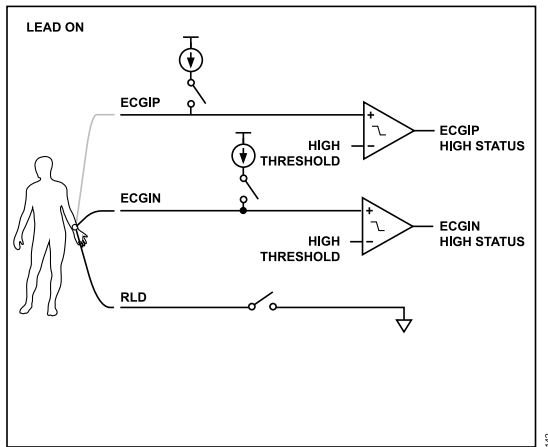 LEAD ON
ECGIP
HIGH
THRESHOLD
+
−
ECGIP
HIGH STATUS
ECGIN
HIGH
THRESHOLD
+
−
ECGIN
HIGH STATUS
RLD